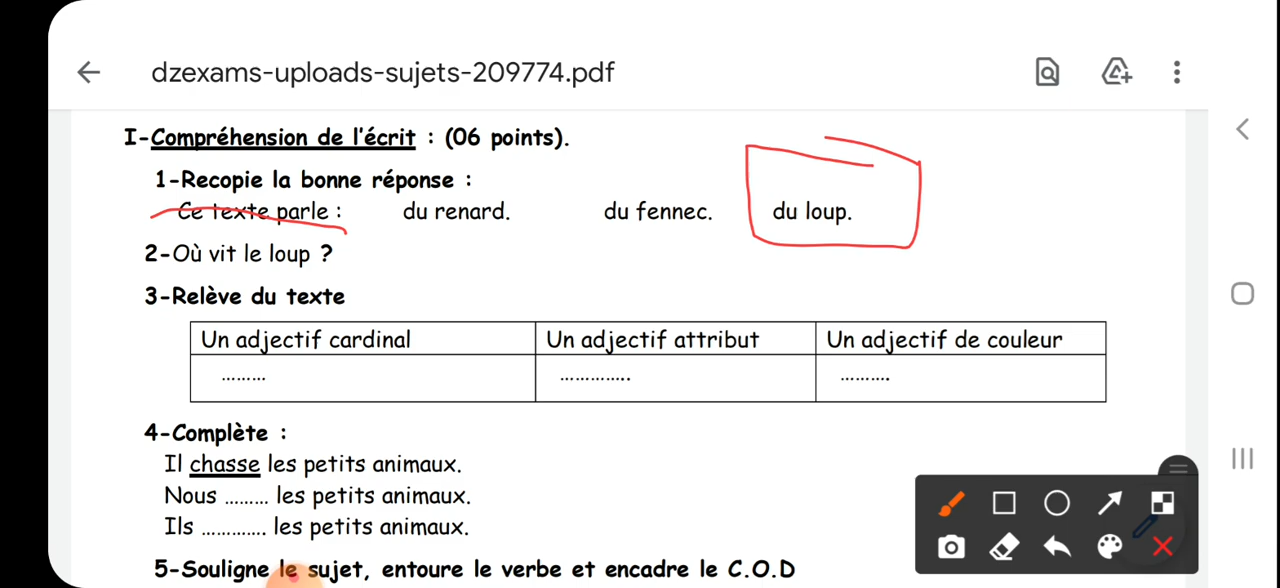 dzexams-uploads-sujets-209774.pdf
I-Compréhension de l'écrit : (06 points).
1-Recopie la bonne réponse :
Ce texte parle : du renard. du fennec. du loup.
2-Où vit le loup ?
3-Relève du texte
Un adjectif cardinal Un adjectif attribut Un adjectif de couleur
......... ............. ..........
4-Complète :
Il chasse les petits animaux.
Nous ......... les petits animaux.
Ils ............. les petits animaux.
5-Souligne le sujet, entoure le verbe et encadre le C.O.D